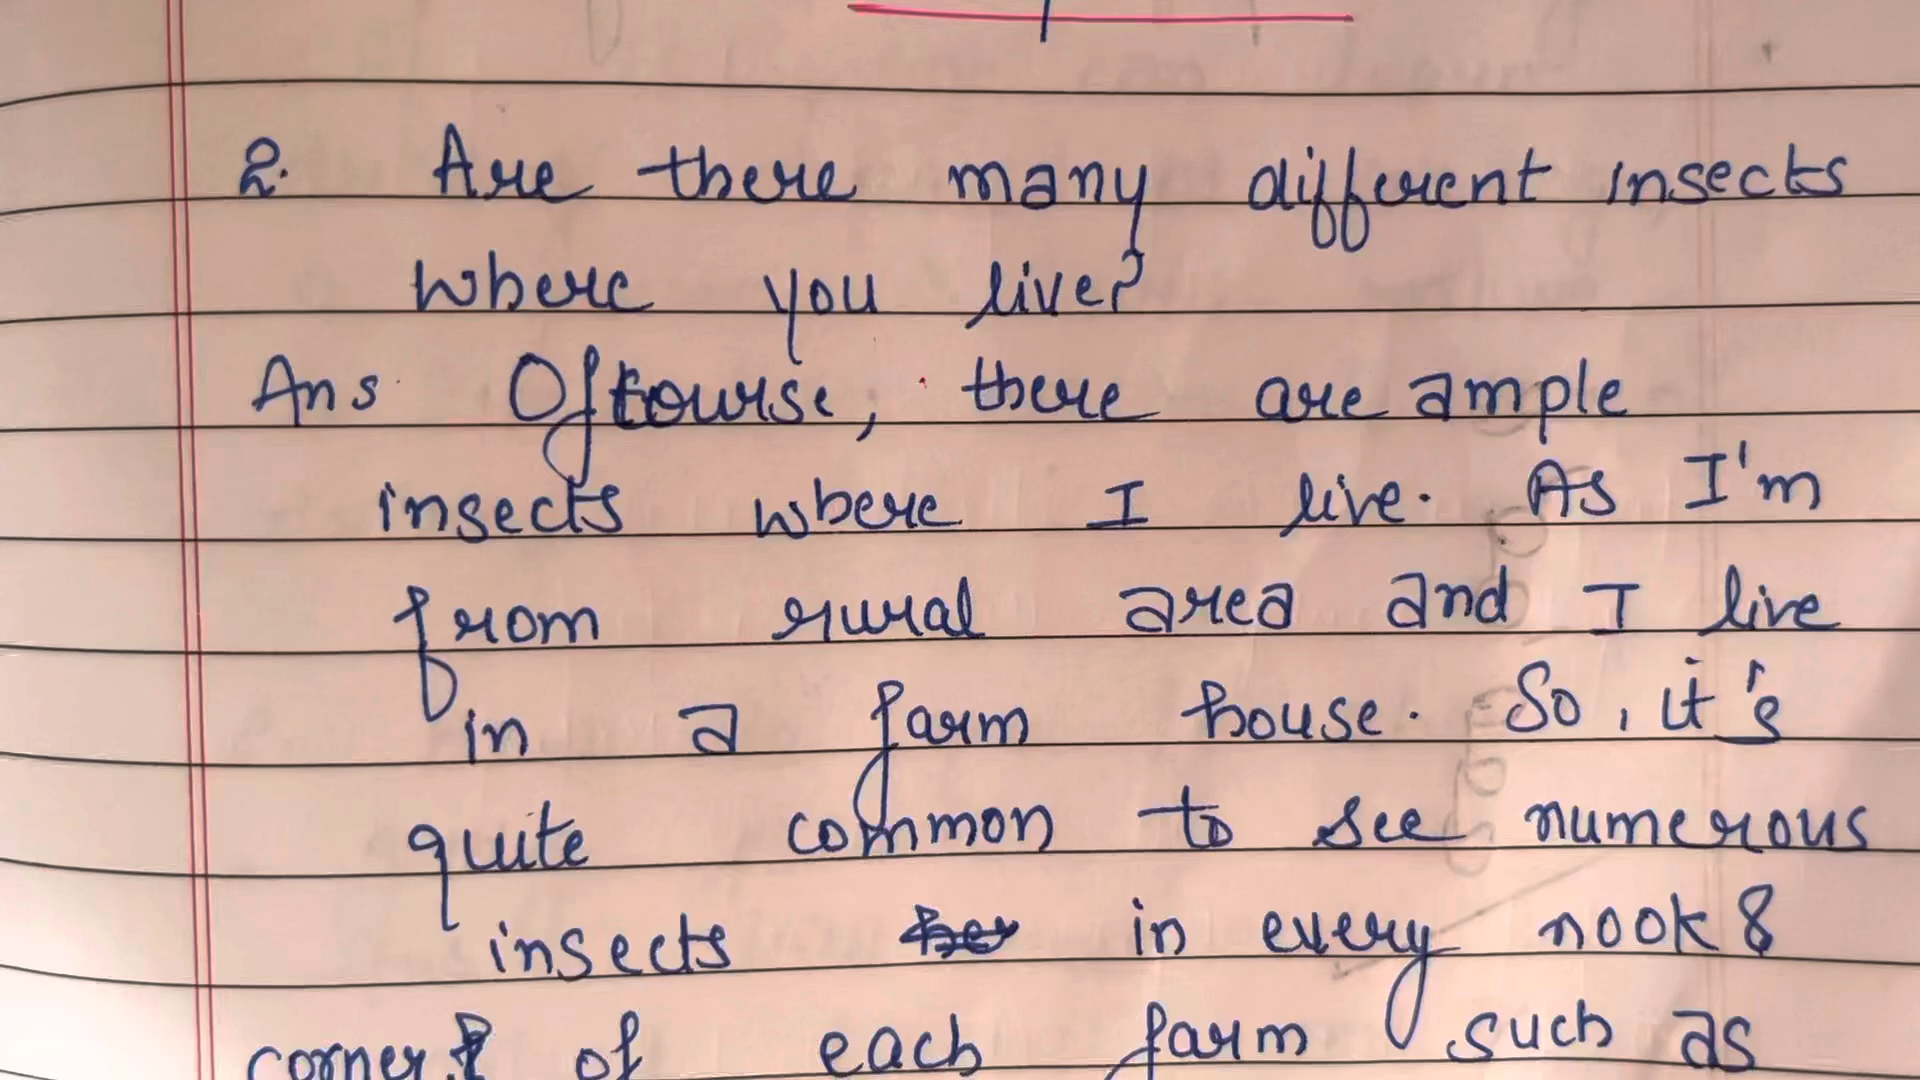 2. Are there many different insects
where you live?
Ans Ofcourse, there are ample
insects where I live. As I'm
from rural area and I live
in a farm house. So, it's
quite common to see numerous
insects in every nook &
corner of each farm such as